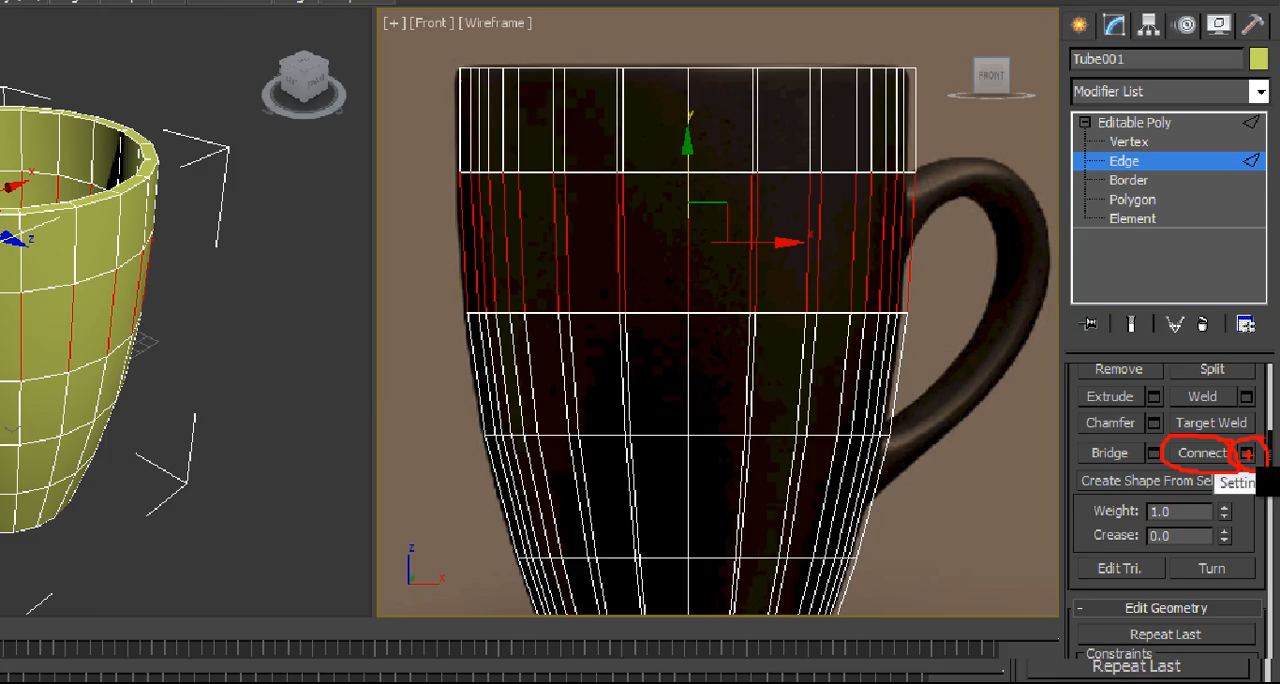 [+] [Front ] [Wireframe ]
FRONT
Tube001
Modifier List
Editable Poly
Vertex
Edge
Border
Polygon
Element
y
x
x
z
z
x
Remove
Split
Extrude
Weld
Chamfer
Target Weld
Bridge
Connect
Create Shape From Sel
Settin
Weight: 1.0
Crease: 0.0
Edit Tri.
Turn
- Edit Geometry
Repeat Last
Constraints
Repeat Last